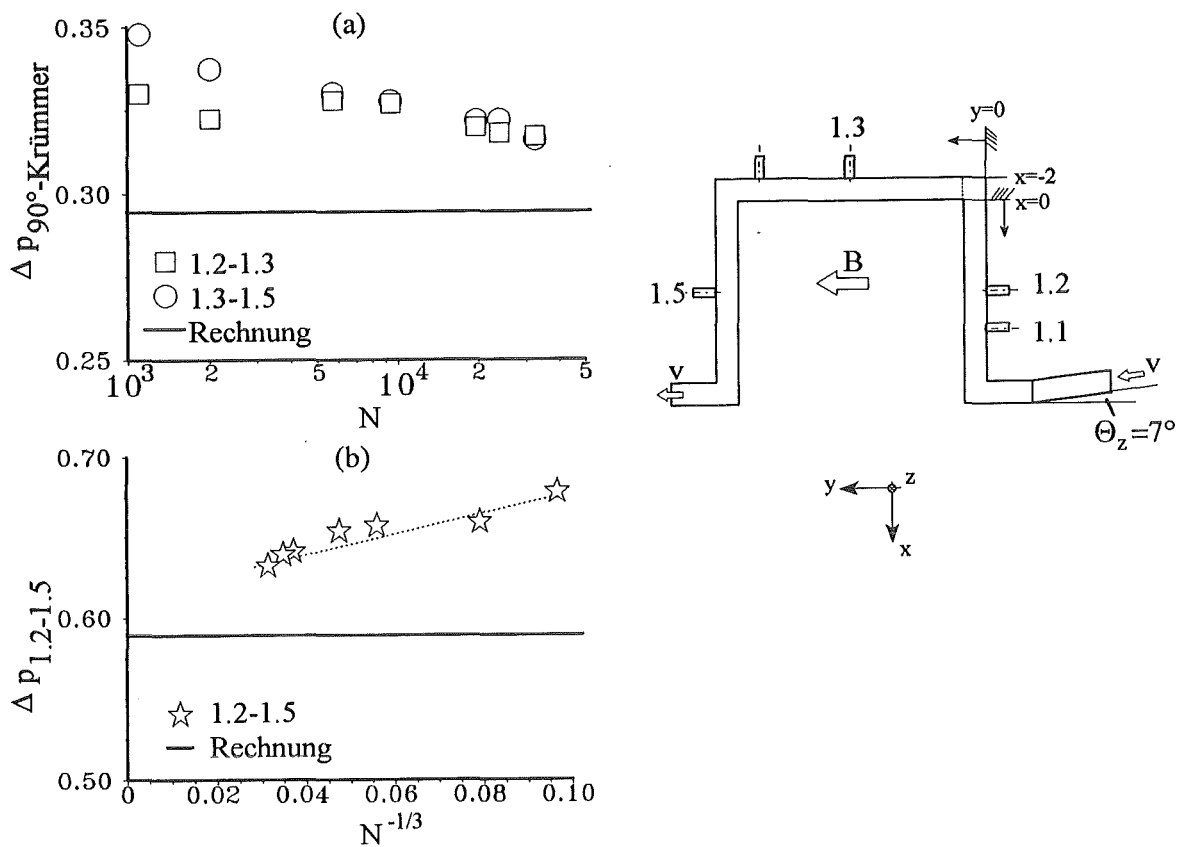 (a)
0.35
0.30
0.25
Δ p90°-Krümmer
1.2-1.3
1.3-1.5
Rechnung
10³ 2 5 10⁴ 2 5
N
(b)
0.70
0.60
0.50
Δ p1.2-1.5
1.2-1.5
Rechnung
0 0.02 0.04 0.06 0.08 0.10
N -1/3
y=0
1.3
x=-2
x=0
B
1.5
1.2
1.1
v
v
Θz=7°
y
z
x